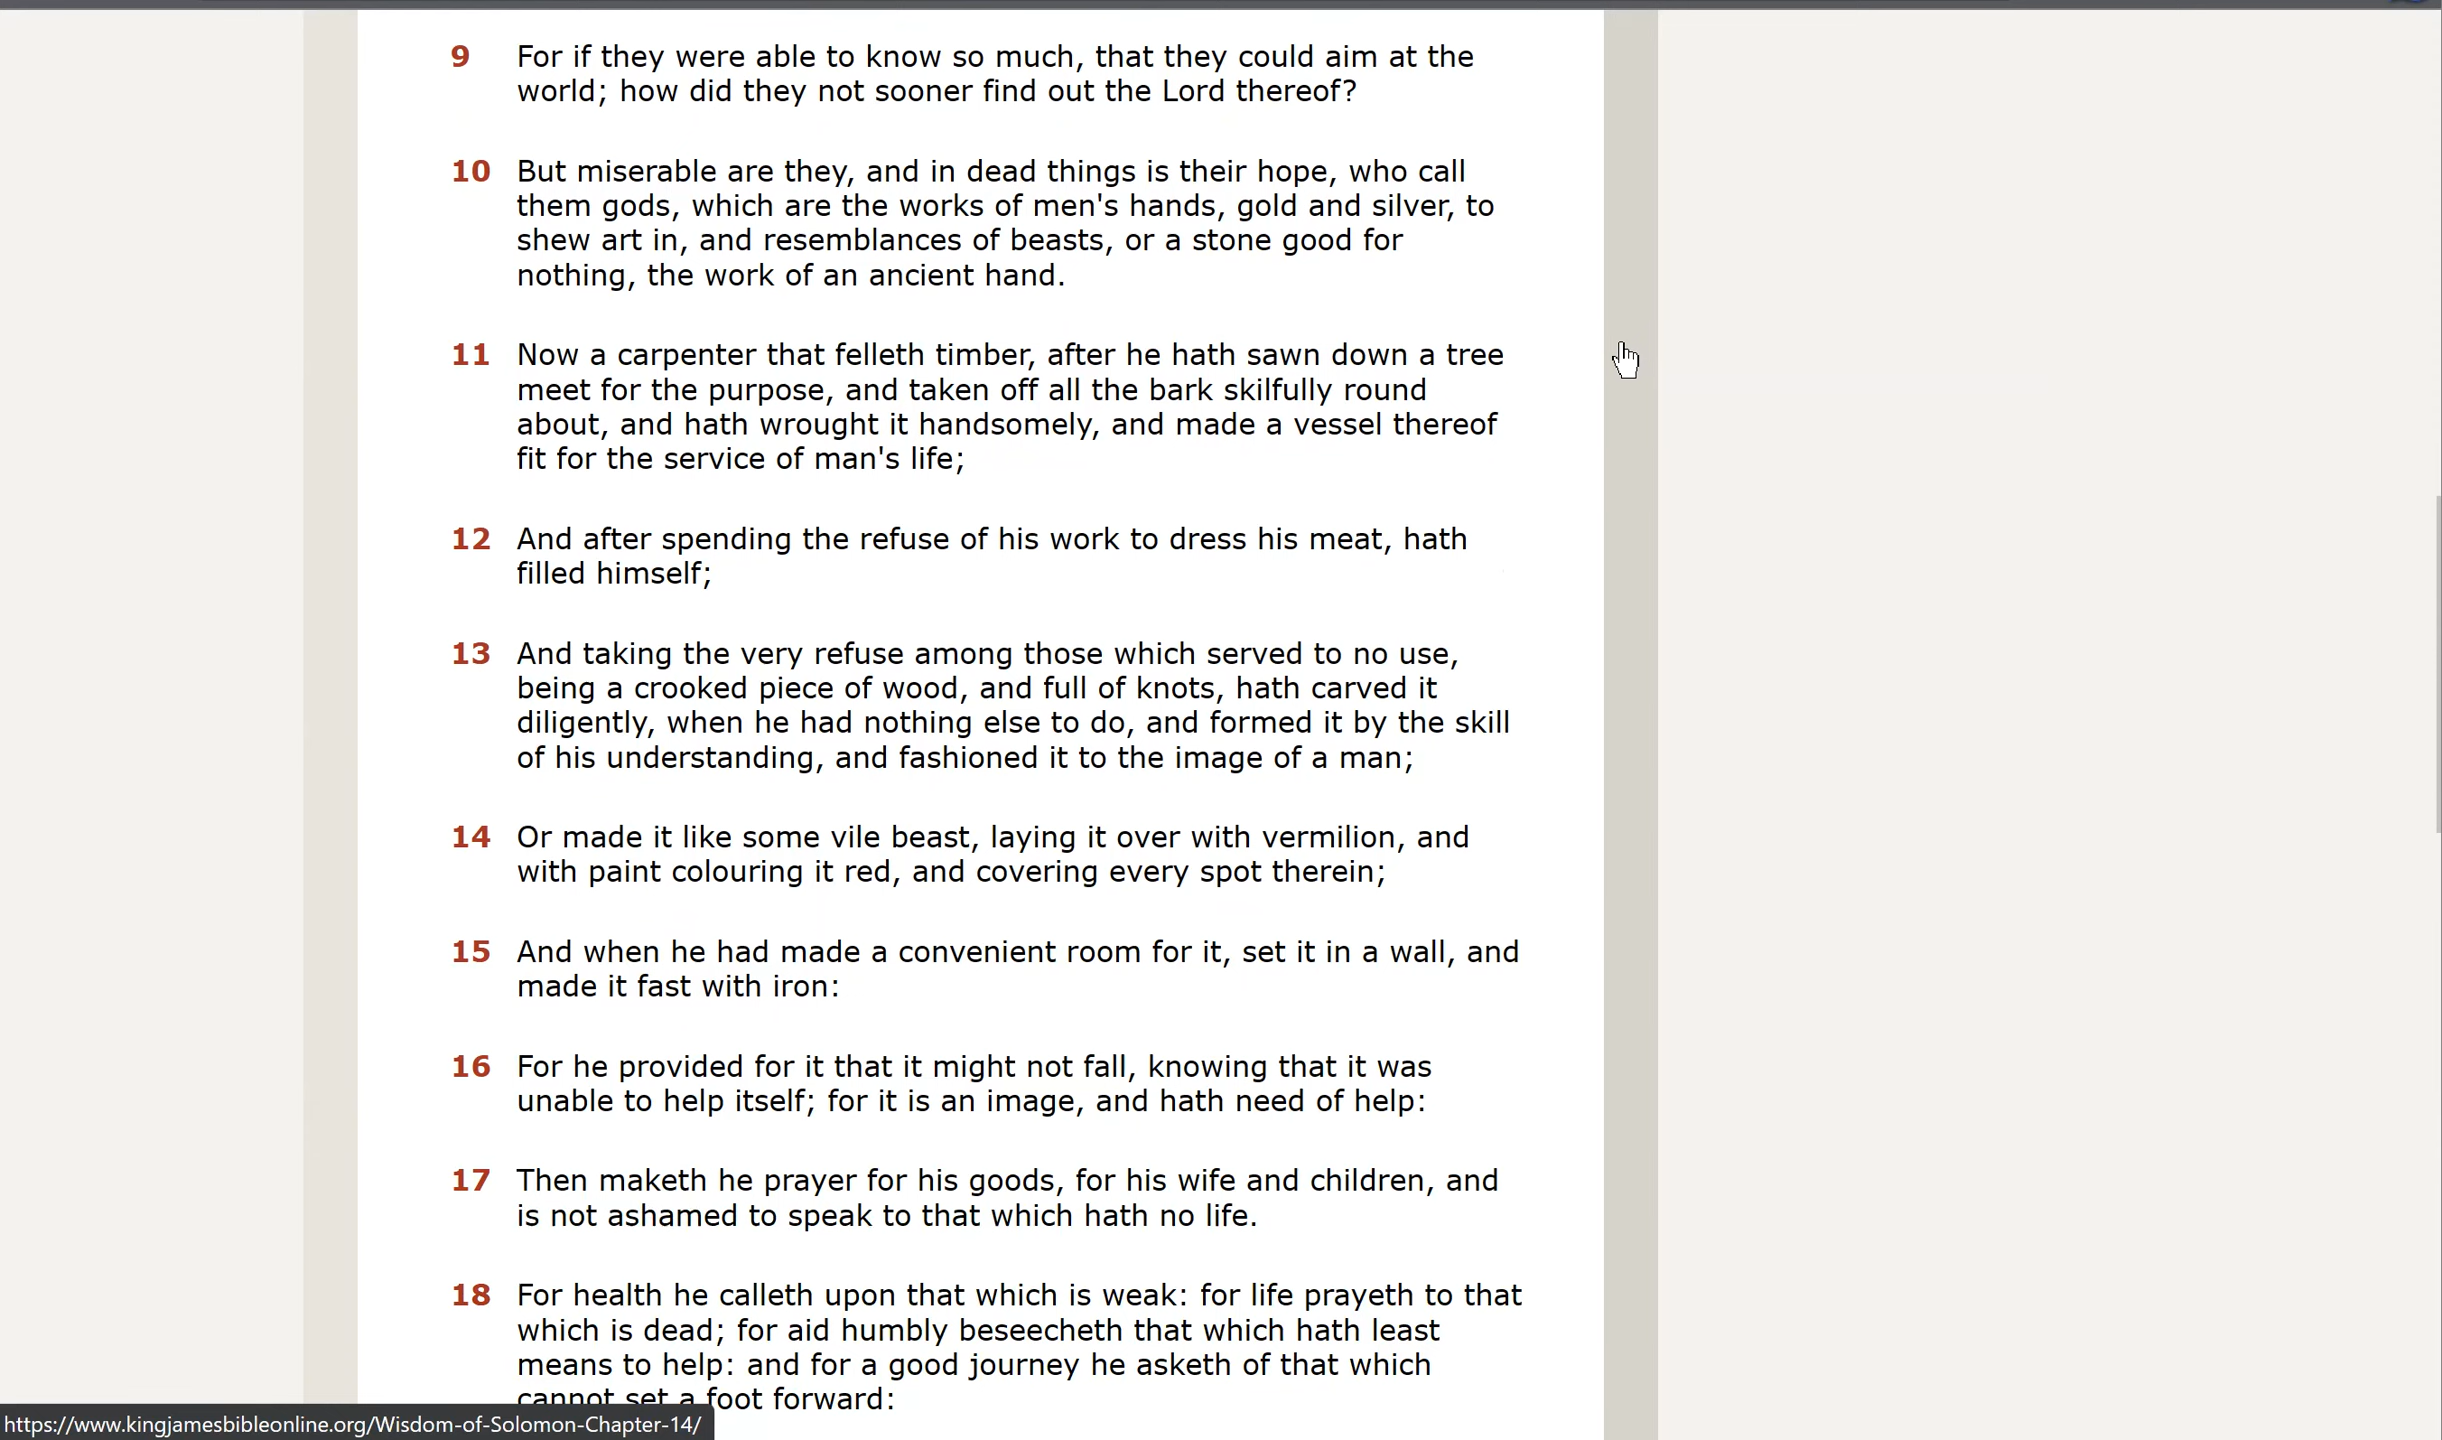 9 For if they were able to know so much, that they could aim at the
world; how did they not sooner find out the Lord thereof?
10 But miserable are they, and in dead things is their hope, who call
them gods, which are the works of men's hands, gold and silver, to
shew art in, and resemblances of beasts, or a stone good for
nothing, the work of an ancient hand.
11 Now a carpenter that felleth timber, after he hath sawn down a tree
meet for the purpose, and taken off all the bark skilfully round
about, and hath wrought it handsomely, and made a vessel thereof
fit for the service of man's life;
12 And after spending the refuse of his work to dress his meat, hath
filled himself;
13 And taking the very refuse among those which served to no use,
being a crooked piece of wood, and full of knots, hath carved it
diligently, when he had nothing else to do, and formed it by the skill
of his understanding, and fashioned it to the image of a man;
14 Or made it like some vile beast, laying it over with vermilion, and
with paint colouring it red, and covering every spot therein;
15 And when he had made a convenient room for it, set it in a wall, and
made it fast with iron:
16 For he provided for it that it might not fall, knowing that it was
unable to help itself; for it is an image, and hath need of help:
17 Then maketh he prayer for his goods, for his wife and children, and
is not ashamed to speak to that which hath no life.
18 For health he calleth upon that which is weak: for life prayeth to that
which is dead; for aid humbly beseecheth that which hath least
means to help: and for a good journey he asketh of that which
cannot set a foot forward:
https://www.kingjamesbibleonline.org/Wisdom-of-Solomon-Chapter-14/